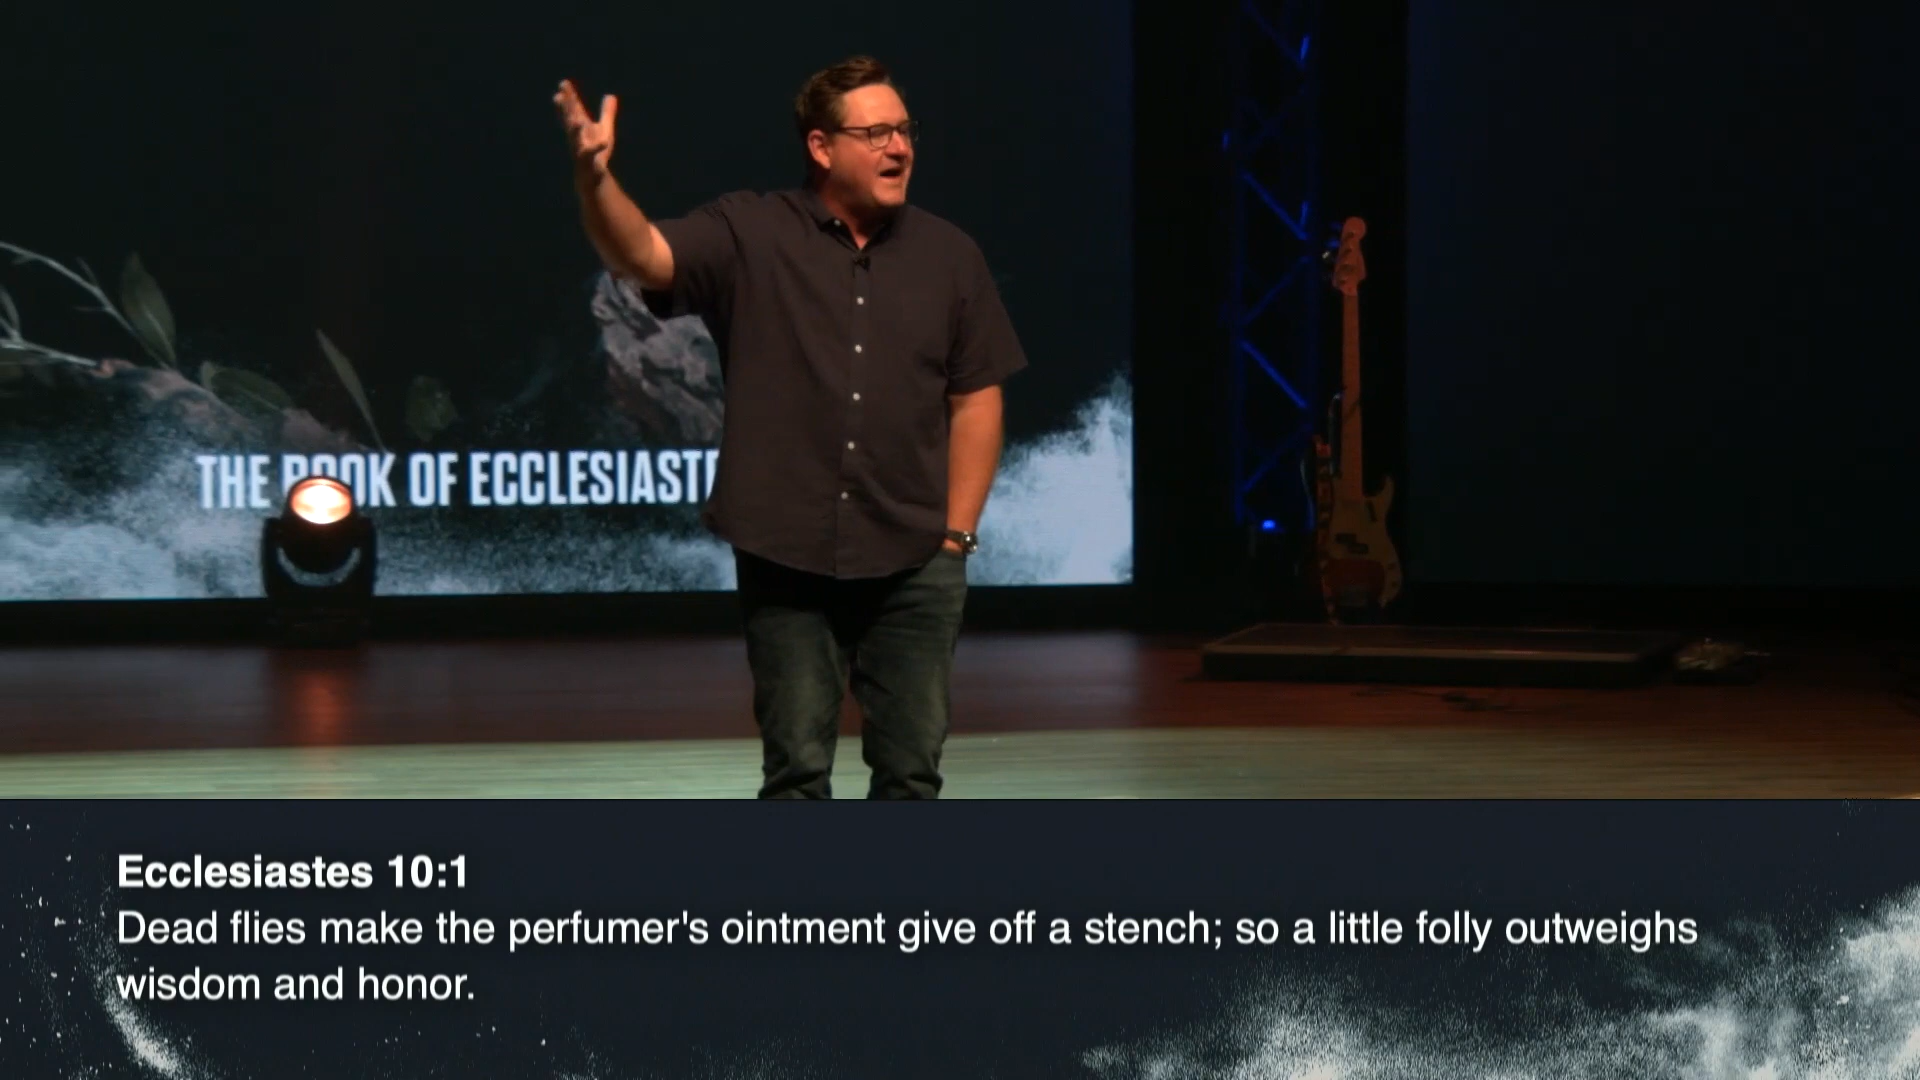 THE BOOK OF ECCLESIASTE
Ecclesiastes 10:1
Dead flies make the perfumer's ointment give off a stench; so a little folly outweighs
wisdom and honor.